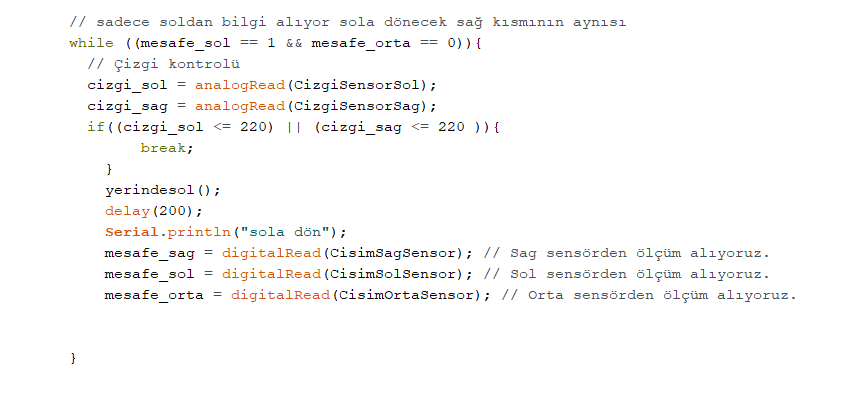 // sadece soldan bilgi alıyor sola dönecek sağ kısmının aynısı
while ((mesafe_sol == 1 && mesafe_orta == 0)){
// Çizgi kontrolü
cizgi_sol = analogRead(CizgiSensorSol);
cizgi_sag = analogRead(CizgiSensorSag);
if((cizgi_sol <= 220) || (cizgi_sag <= 220 )){
break;
}
yerindesol();
delay(200);
Serial.println("sola dön");
mesafe_sag = digitalRead(CisimSagSensor); // Sag sensörden ölçüm alıyoruz.
mesafe_sol = digitalRead(CisimSolSensor); // Sol sensörden ölçüm alıyoruz.
mesafe_orta = digitalRead(CisimOrtaSensor); // Orta sensörden ölçüm alıyoruz.
}